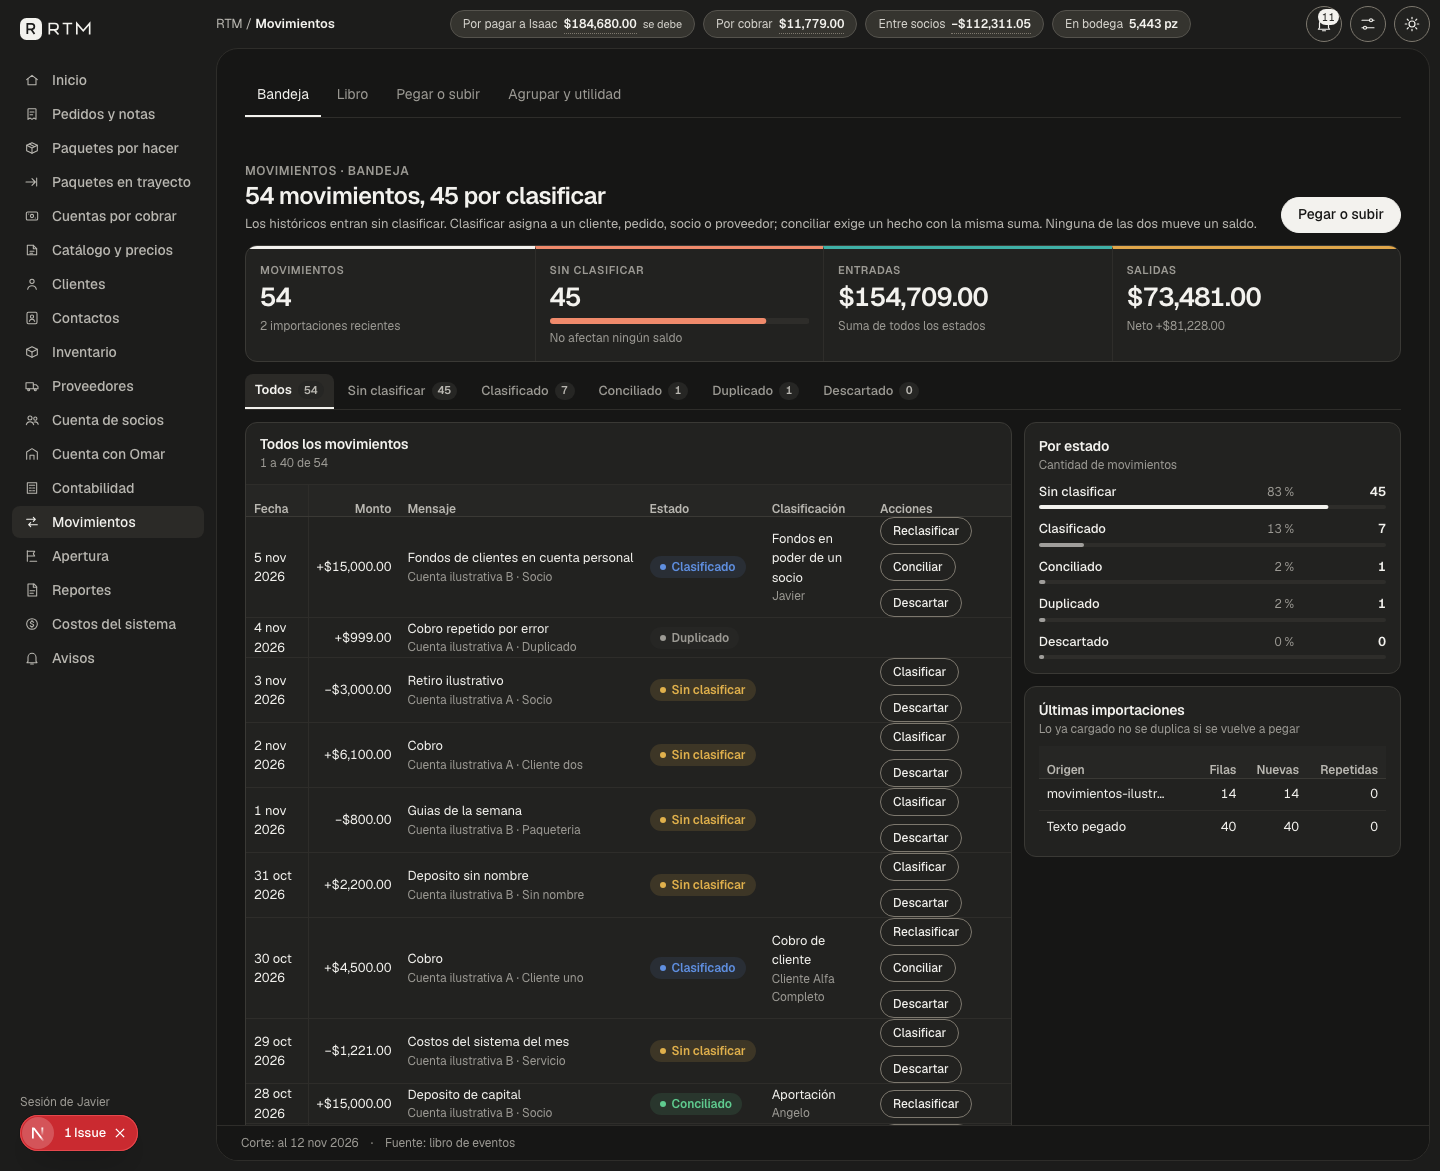 R RTM
RTM / Movimientos
Por pagar a Isaac $184,680.00 se debe
Por cobrar $11,779.00
Entre socios −$112,311.05
En bodega 5,443 pz
11
Inicio
Pedidos y notas
Paquetes por hacer
Paquetes en trayecto
Cuentas por cobrar
Catálogo y precios
Clientes
Contactos
Inventario
Proveedores
Cuenta de socios
Cuenta con Omar
Contabilidad
Movimientos
Apertura
Reportes
Costos del sistema
Avisos
Sesión de Javier
N 1 Issue
Bandeja Libro Pegar o subir Agrupar y utilidad
MOVIMIENTOS · BANDEJA
54 movimientos, 45 por clasificar
Los históricos entran sin clasificar. Clasificar asigna a un cliente, pedido, socio o proveedor; conciliar exige un hecho con la misma suma. Ninguna de las dos mueve un saldo.
Pegar o subir
MOVIMIENTOS
54
2 importaciones recientes
SIN CLASIFICAR
45
No afectan ningún saldo
ENTRADAS
$154,709.00
Suma de todos los estados
SALIDAS
$73,481.00
Neto +$81,228.00
Todos 54 Sin clasificar 45 Clasificado 7 Conciliado 1 Duplicado 1 Descartado 0
Todos los movimientos
1 a 40 de 54
Fecha Monto Mensaje Estado Clasificación Acciones
5 nov 2026 +$15,000.00 Fondos de clientes en cuenta personal Clasificado Fondos en poder de un socio Reclasificar
Cuenta ilustrativa B · Socio Javier Conciliar
Descartar
4 nov 2026 +$999.00 Cobro repetido por error Duplicado
Cuenta ilustrativa A · Duplicado
3 nov 2026 −$3,000.00 Retiro ilustrativo Sin clasificar Clasificar
Cuenta ilustrativa A · Socio Descartar
2 nov 2026 +$6,100.00 Cobro Sin clasificar Clasificar
Cuenta ilustrativa A · Cliente dos Descartar
1 nov 2026 −$800.00 Guias de la semana Sin clasificar Clasificar
Cuenta ilustrativa B · Paqueteria Descartar
31 oct 2026 +$2,200.00 Deposito sin nombre Sin clasificar Clasificar
Cuenta ilustrativa B · Sin nombre Descartar
30 oct 2026 +$4,500.00 Cobro Clasificado Cobro de cliente Reclasificar
Cuenta ilustrativa A · Cliente uno Cliente Alfa Completo Conciliar
Descartar
29 oct 2026 −$1,221.00 Costos del sistema del mes Sin clasificar Clasificar
Cuenta ilustrativa B · Servicio Descartar
28 oct 2026 +$15,000.00 Deposito de capital Conciliado Aportación Reclasificar
Cuenta ilustrativa B · Socio Angelo
Por estado
Cantidad de movimientos
Sin clasificar 83 % 45
Clasificado 13 % 7
Conciliado 2 % 1
Duplicado 2 % 1
Descartado 0 % 0
Últimas importaciones
Lo ya cargado no se duplica si se vuelve a pegar
Origen Filas Nuevas Repetidas
movimientos-ilustr... 14 14 0
Texto pegado 40 40 0
Corte: al 12 nov 2026 · Fuente: libro de eventos